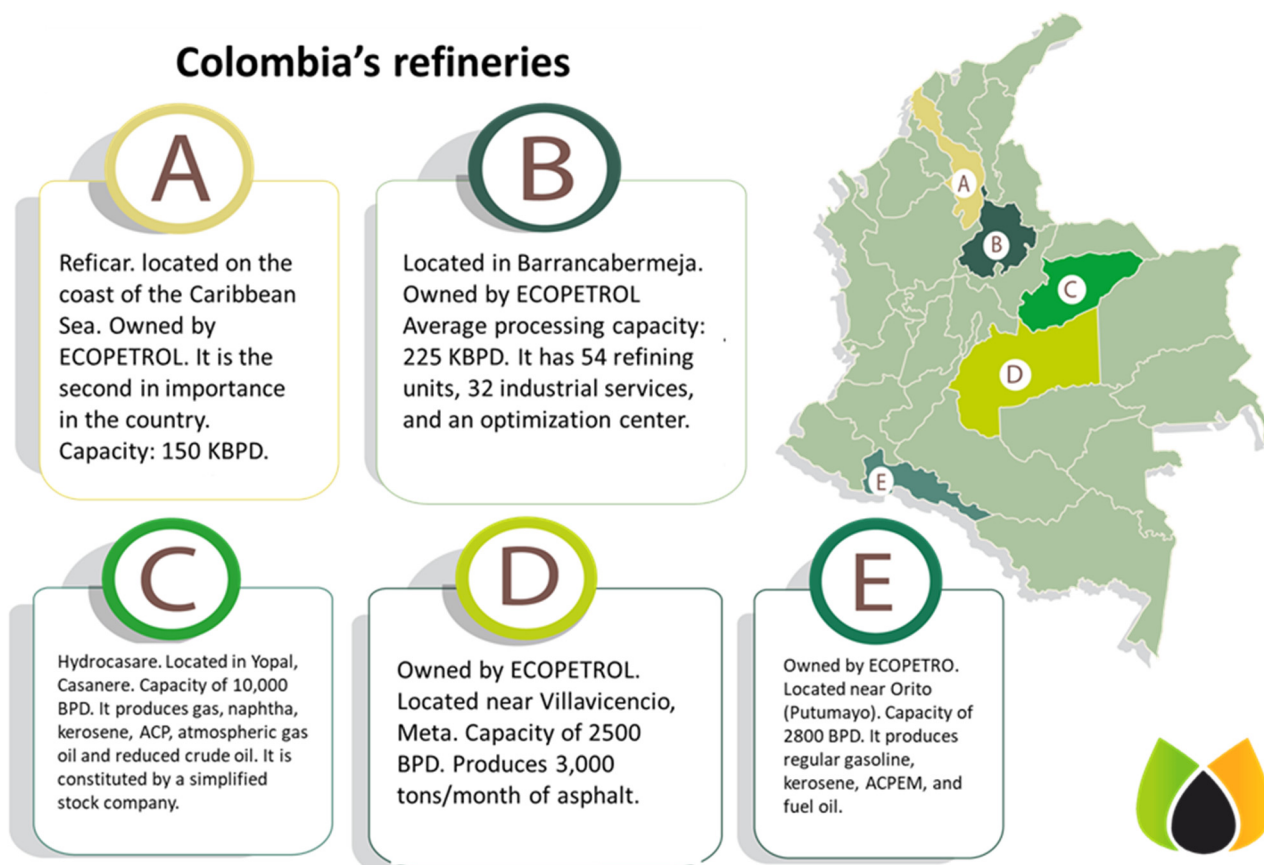 Colombia's refineries
A
Reficar. located on the
coast of the Caribbean
Sea. Owned by
ECOPETROL. It is the
second in importance
in the country.
Capacity: 150 KBPD.
B
Located in Barrancabermeja.
Owned by ECOPETROL
Average processing capacity:
225 KBPD. It has 54 refining
units, 32 industrial services,
and an optimization center.
A
B
C
D
E
C
Hydrocasare. Located in Yopal,
Casanere. Capacity of 10,000
BPD. It produces gas, naphtha,
kerosene, ACP, atmospheric gas
oil and reduced crude oil. It is
constituted by a simplified
stock company.
D
Owned by ECOPETROL.
Located near Villavicencio,
Meta. Capacity of 2500
BPD. Produces 3,000
tons/month of asphalt.
E
Owned by ECOPETRO.
Located near Orito
(Putumayo). Capacity of
2800 BPD. It produces
regular gasoline,
kerosene, ACPEM, and
fuel oil.